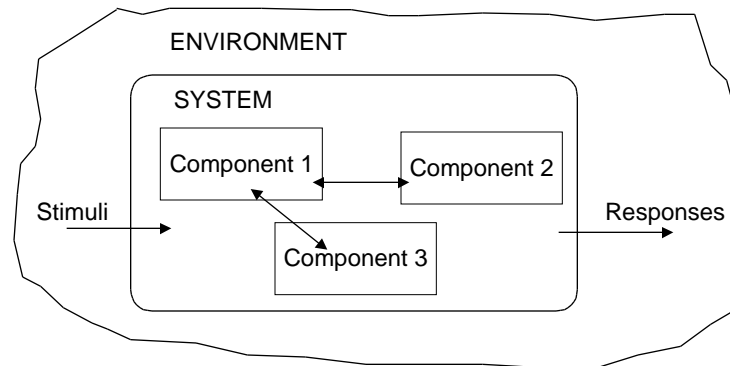 ENVIRONMENT
SYSTEM
Component 1
Component 2
Stimuli
Responses
Component 3